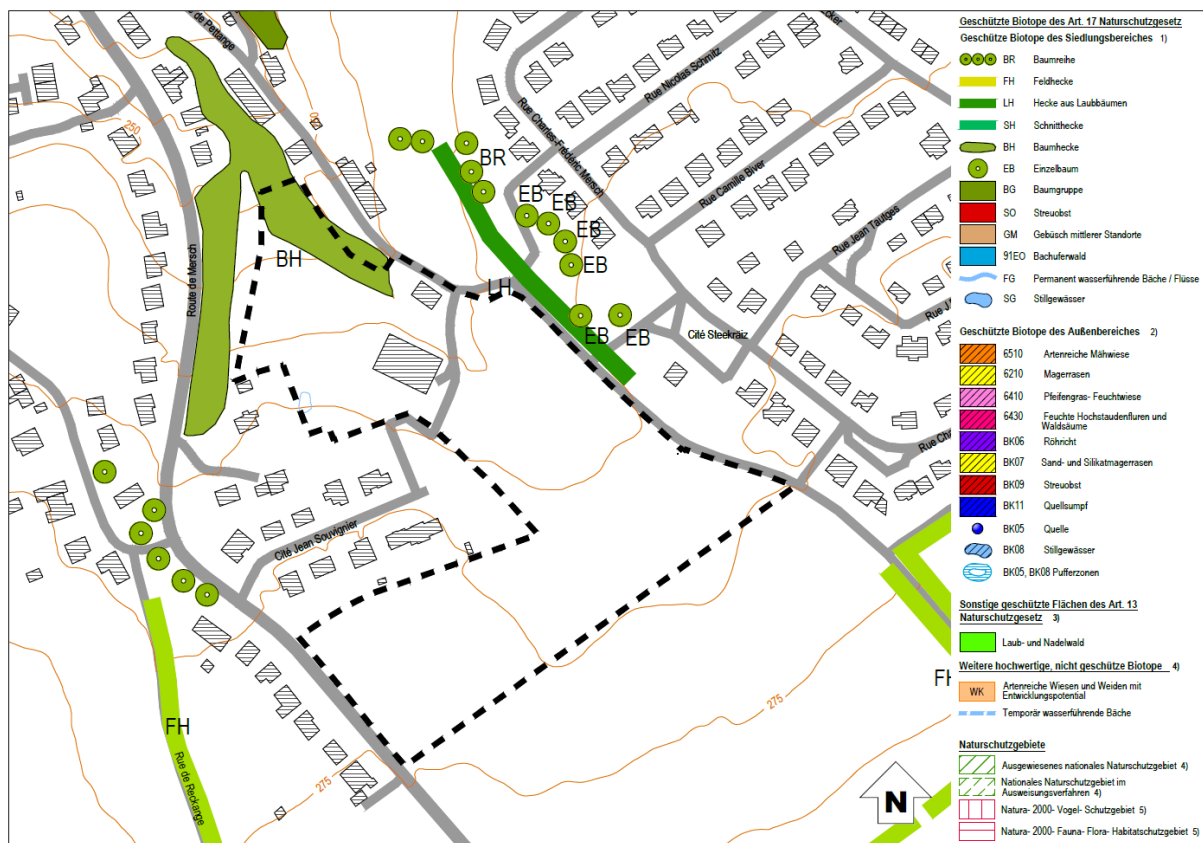 de Pettange
Rue Charles-Frédéric Mersch
Rue Nicolas Schmitz
Rue Camille Biver
Rue Jean Tautges
Rue J
Cité Steekräiz
Rue Cha
Route de Mersch
Cité Jean Souvignier
Rue de Reckange
250
275
275
BR
EB
EB
EB
EB
EB
EB
LH
BH
FH
FH
N
Geschützte Biotope des Art. 17 Naturschutzgesetz
Geschützte Biotope des Siedlungsbereiches 1)
BR Baumreihe
FH Feldhecke
LH Hecke aus Laubbäumen
SH Schnitthecke
BH Baumhecke
EB Einzelbaum
BG Baumgruppe
SO Streuobst
GM Gebüsch mittlerer Standorte
91EO Bachuferwald
FG Permanent wasserführende Bäche / Flüsse
SG Stillgewässer
Geschützte Biotope des Außenbereiches 2)
6510 Artenreiche Mähwiese
6210 Magerrasen
6410 Pfeifengras- Feuchtwiese
6430 Feuchte Hochstaudenfluren und
Waldsäume
BK06 Röhricht
BK07 Sand- und Silikatmagerrasen
BK09 Streuobst
BK11 Quellsumpf
BK05 Quelle
BK08 Stillgewässer
BK05, BK08 Pufferzonen
Sonstige geschützte Flächen des Art. 13
Naturschutzgesetz 3)
Laub- und Nadelwald
Weitere hochwertige, nicht geschütze Biotope 4)
WK Artenreiche Wiesen und Weiden mit
Entwicklungspotential
Temporär wasserführende Bäche
Naturschutzgebiete
Ausgewiesenes nationales Naturschutzgebiet 4)
Nationales Naturschutzgebiet im
Ausweisungsverfahren 4)
Natura- 2000- Vogel- Schutzgebiet 5)
Natura- 2000- Fauna- Flora- Habitatschutzgebiet 5)